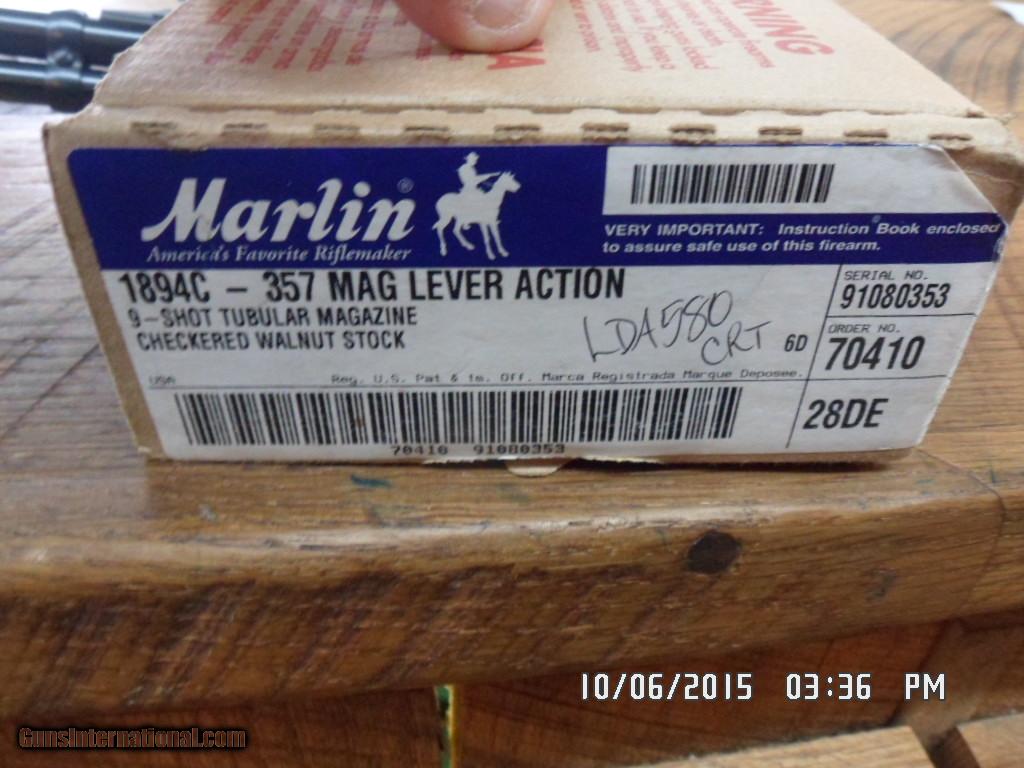 WARNING
Marlin®
America's Favorite Riflemaker
VERY IMPORTANT: Instruction Book enclosed
to assure safe use of this firearm.
1894C - 357 MAG LEVER ACTION
9-SHOT TUBULAR MAGAZINE
CHECKERED WALNUT STOCK
LDA580
CRT
6D
SERIAL NO.
91080353
ORDER NO.
70410
USA
Reg. U.S. Pat & tm. Off. Marca Registrada Marque Deposee.
28DE
70410 91080353
10/06/2015 03:36 PM
GunsInternational.com